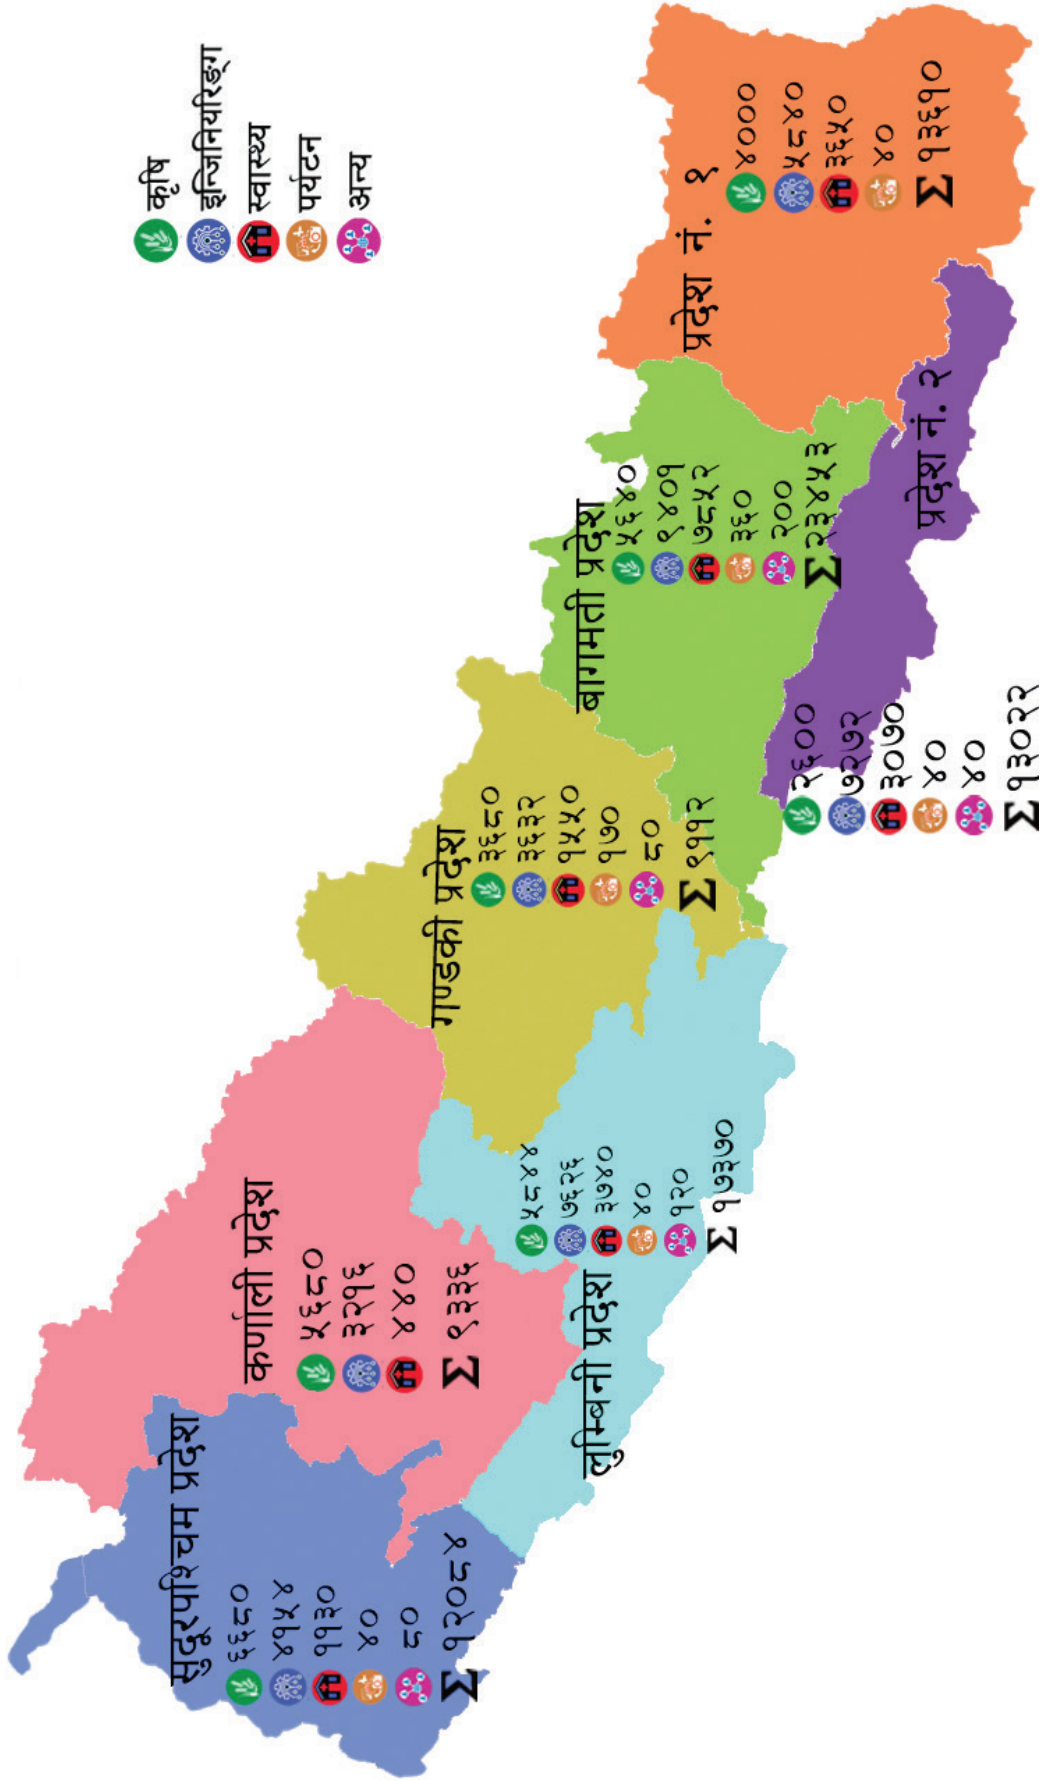 कृषि
इन्जिनियरिङ्ग
स्वास्थ्य
पर्यटन
अन्य
सुदूरपश्चिम प्रदेश
६६८०
४१५४
११३०
४०
८०
Σ १२०८४
कर्णाली प्रदेश
५६८०
३२१६
४४०
Σ ९३३६
लुम्बिनी प्रदेश
५८४४
७६२६
३७४०
४०
१२०
Σ १७३७०
गण्डकी प्रदेश
३६८०
३६३२
१५५०
१७०
८०
Σ ९११२
बागमती प्रदेश
५६४०
९४०१
७८५२
३६०
२००
Σ २३४५३
प्रदेश नं. २
२६००
७२७२
३०७०
४०
४०
Σ १३०२२
प्रदेश नं. १
४०००
५८४०
३६५०
४०
Σ १३६१०